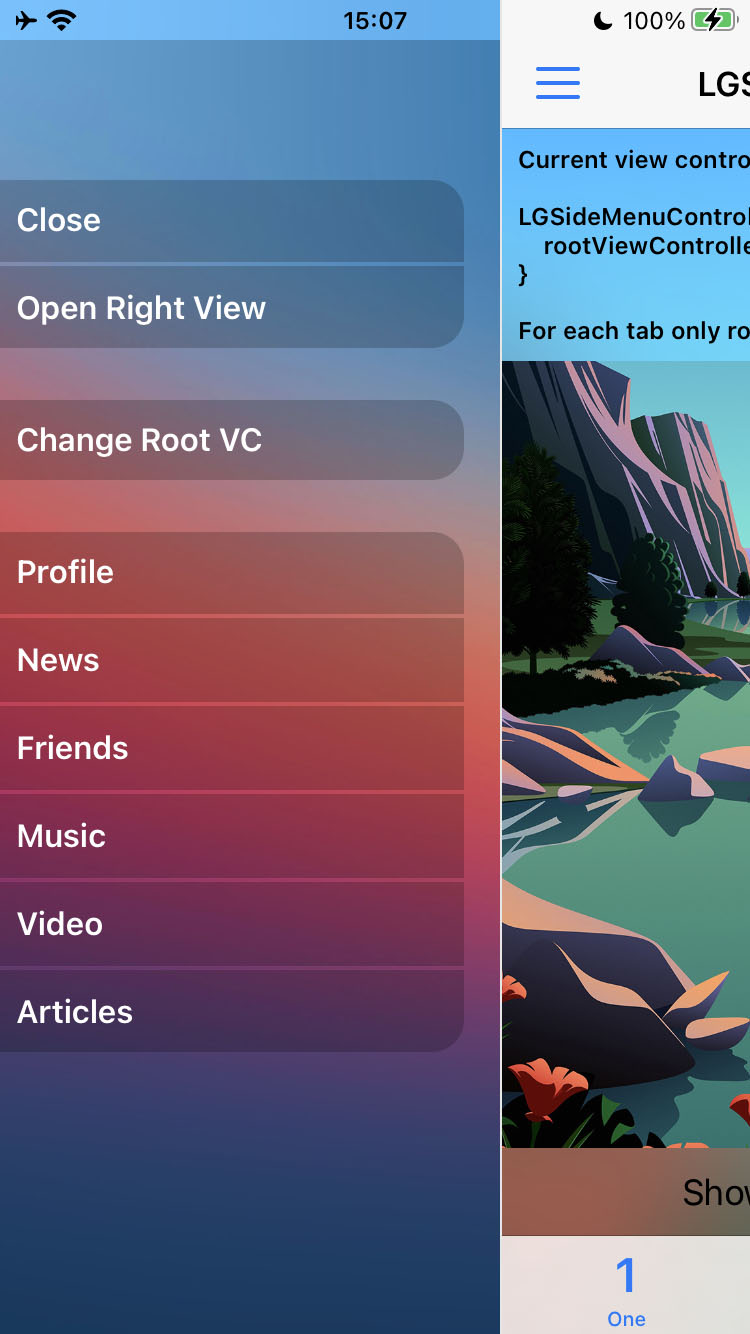 15:07
100%
Close
Open Right View
Change Root VC
Profile
News
Friends
Music
Video
Articles
LGS
Current view contro
LGSideMenuControl
rootViewControlle
}
For each tab only ro
Show
1
One